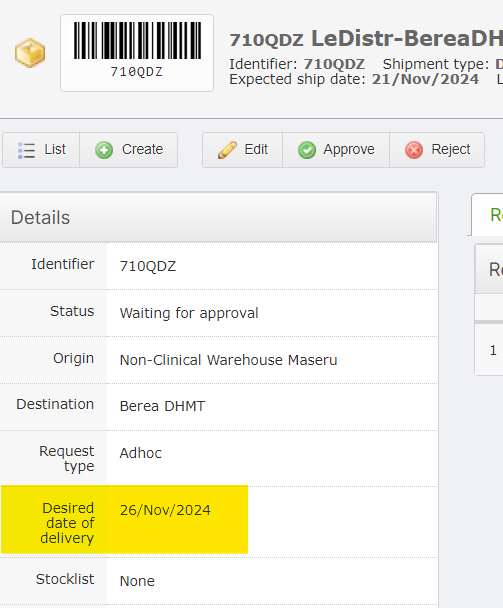 710QDZ
710QDZ LeDistr-BereaDH
Identifier: 710QDZ Shipment type: D
Expected ship date: 21/Nov/2024 L
List Create Edit Approve Reject
Details
Identifier 710QDZ
Status Waiting for approval
Origin Non-Clinical Warehouse Maseru
Destination Berea DHMT
Request
type Adhoc
Desired
date of
delivery 26/Nov/2024
Stocklist None
R
R
1